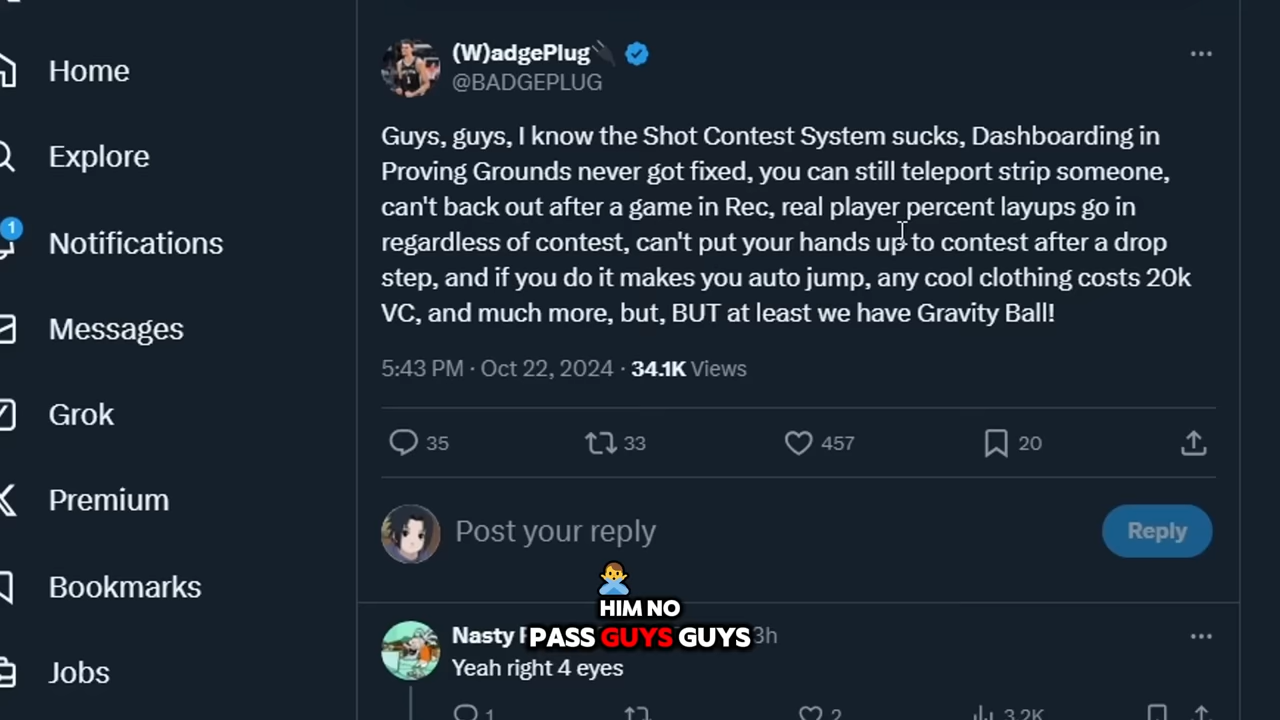 Home
Explore
1
Notifications
Messages
Grok
Premium
Bookmarks
Jobs
(W)adgePlug
@BADGEPLUG
Guys, guys, I know the Shot Contest System sucks, Dashboarding in
Proving Grounds never got fixed, you can still teleport strip someone,
can't back out after a game in Rec, real player percent layups go in
regardless of contest, can't put your hands up to contest after a drop
step, and if you do it makes you auto jump, any cool clothing costs 20k
VC, and much more, but, BUT at least we have Gravity Ball!
5:43 PM · Oct 22, 2024 · 34.1K Views
35 33 457 20
Post your reply
Reply
HIM NO
PASS GUYS GUYS
Nasty 3h
Yeah right 4 eyes
1 2 3.2K